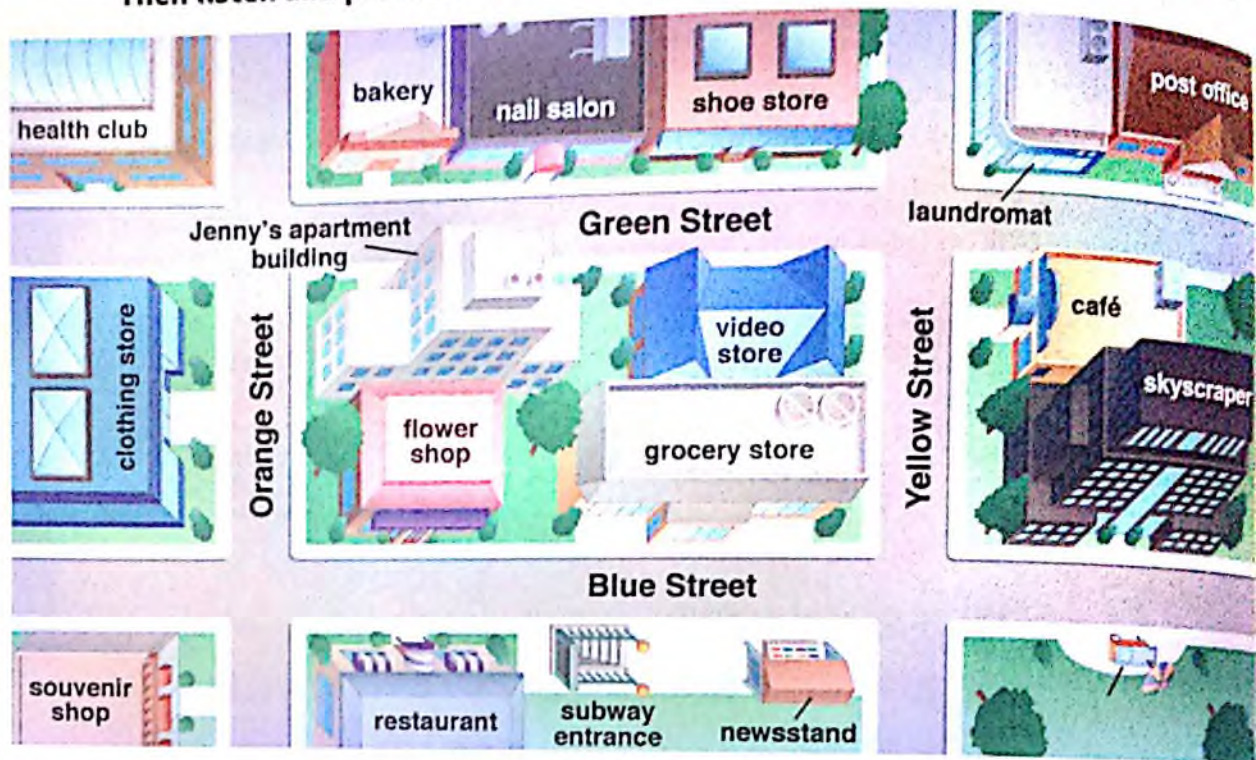 health club
bakery
nail salon
shoe store
post office
laundromat
Jenny's apartment
building
Green Street
clothing store
Orange Street
flower
shop
video
store
grocery store
Yellow Street
café
skyscraper
Blue Street
souvenir
shop
restaurant
subway
entrance
newsstand